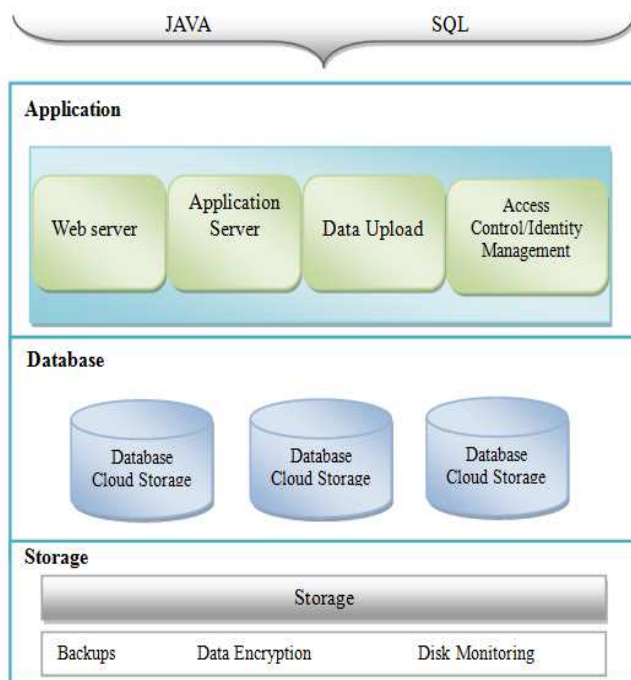 JAVA SQL
Application
Web server
Application
Server
Data Upload
Access
Control/Identity
Management
Database
Database
Cloud Storage
Database
Cloud Storage
Database
Cloud Storage
Storage
Storage
Backups Data Encryption Disk Monitoring